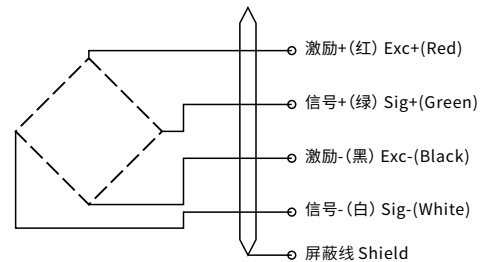 激励+(红) Exc+(Red)
信号+(绿) Sig+(Green)
激励-(黑) Exc-(Black)
信号-(白) Sig-(White)
屏蔽线 Shield